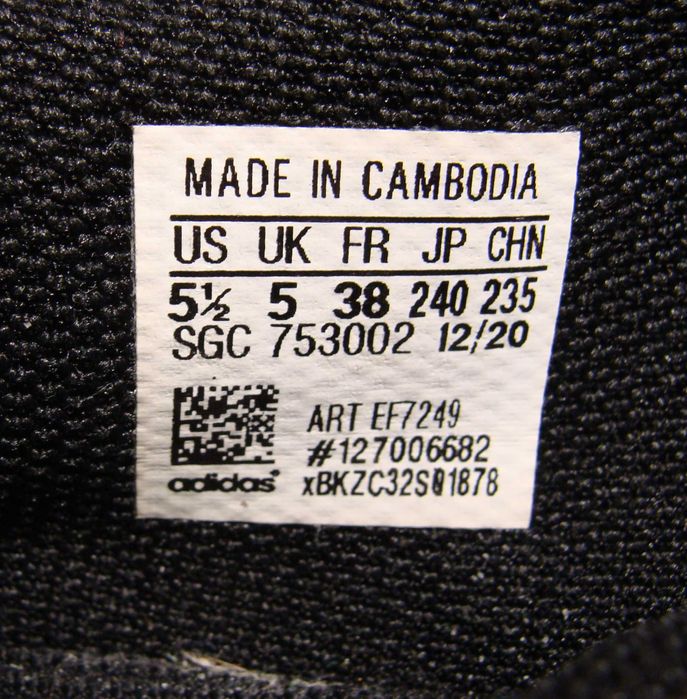 MADE IN CAMBODIA
US UK FR JP CHN
5½ 5 38 240 235
SGC 753002 12/20
ART EF7249
#127006682
adidas® xBKZC32S01878